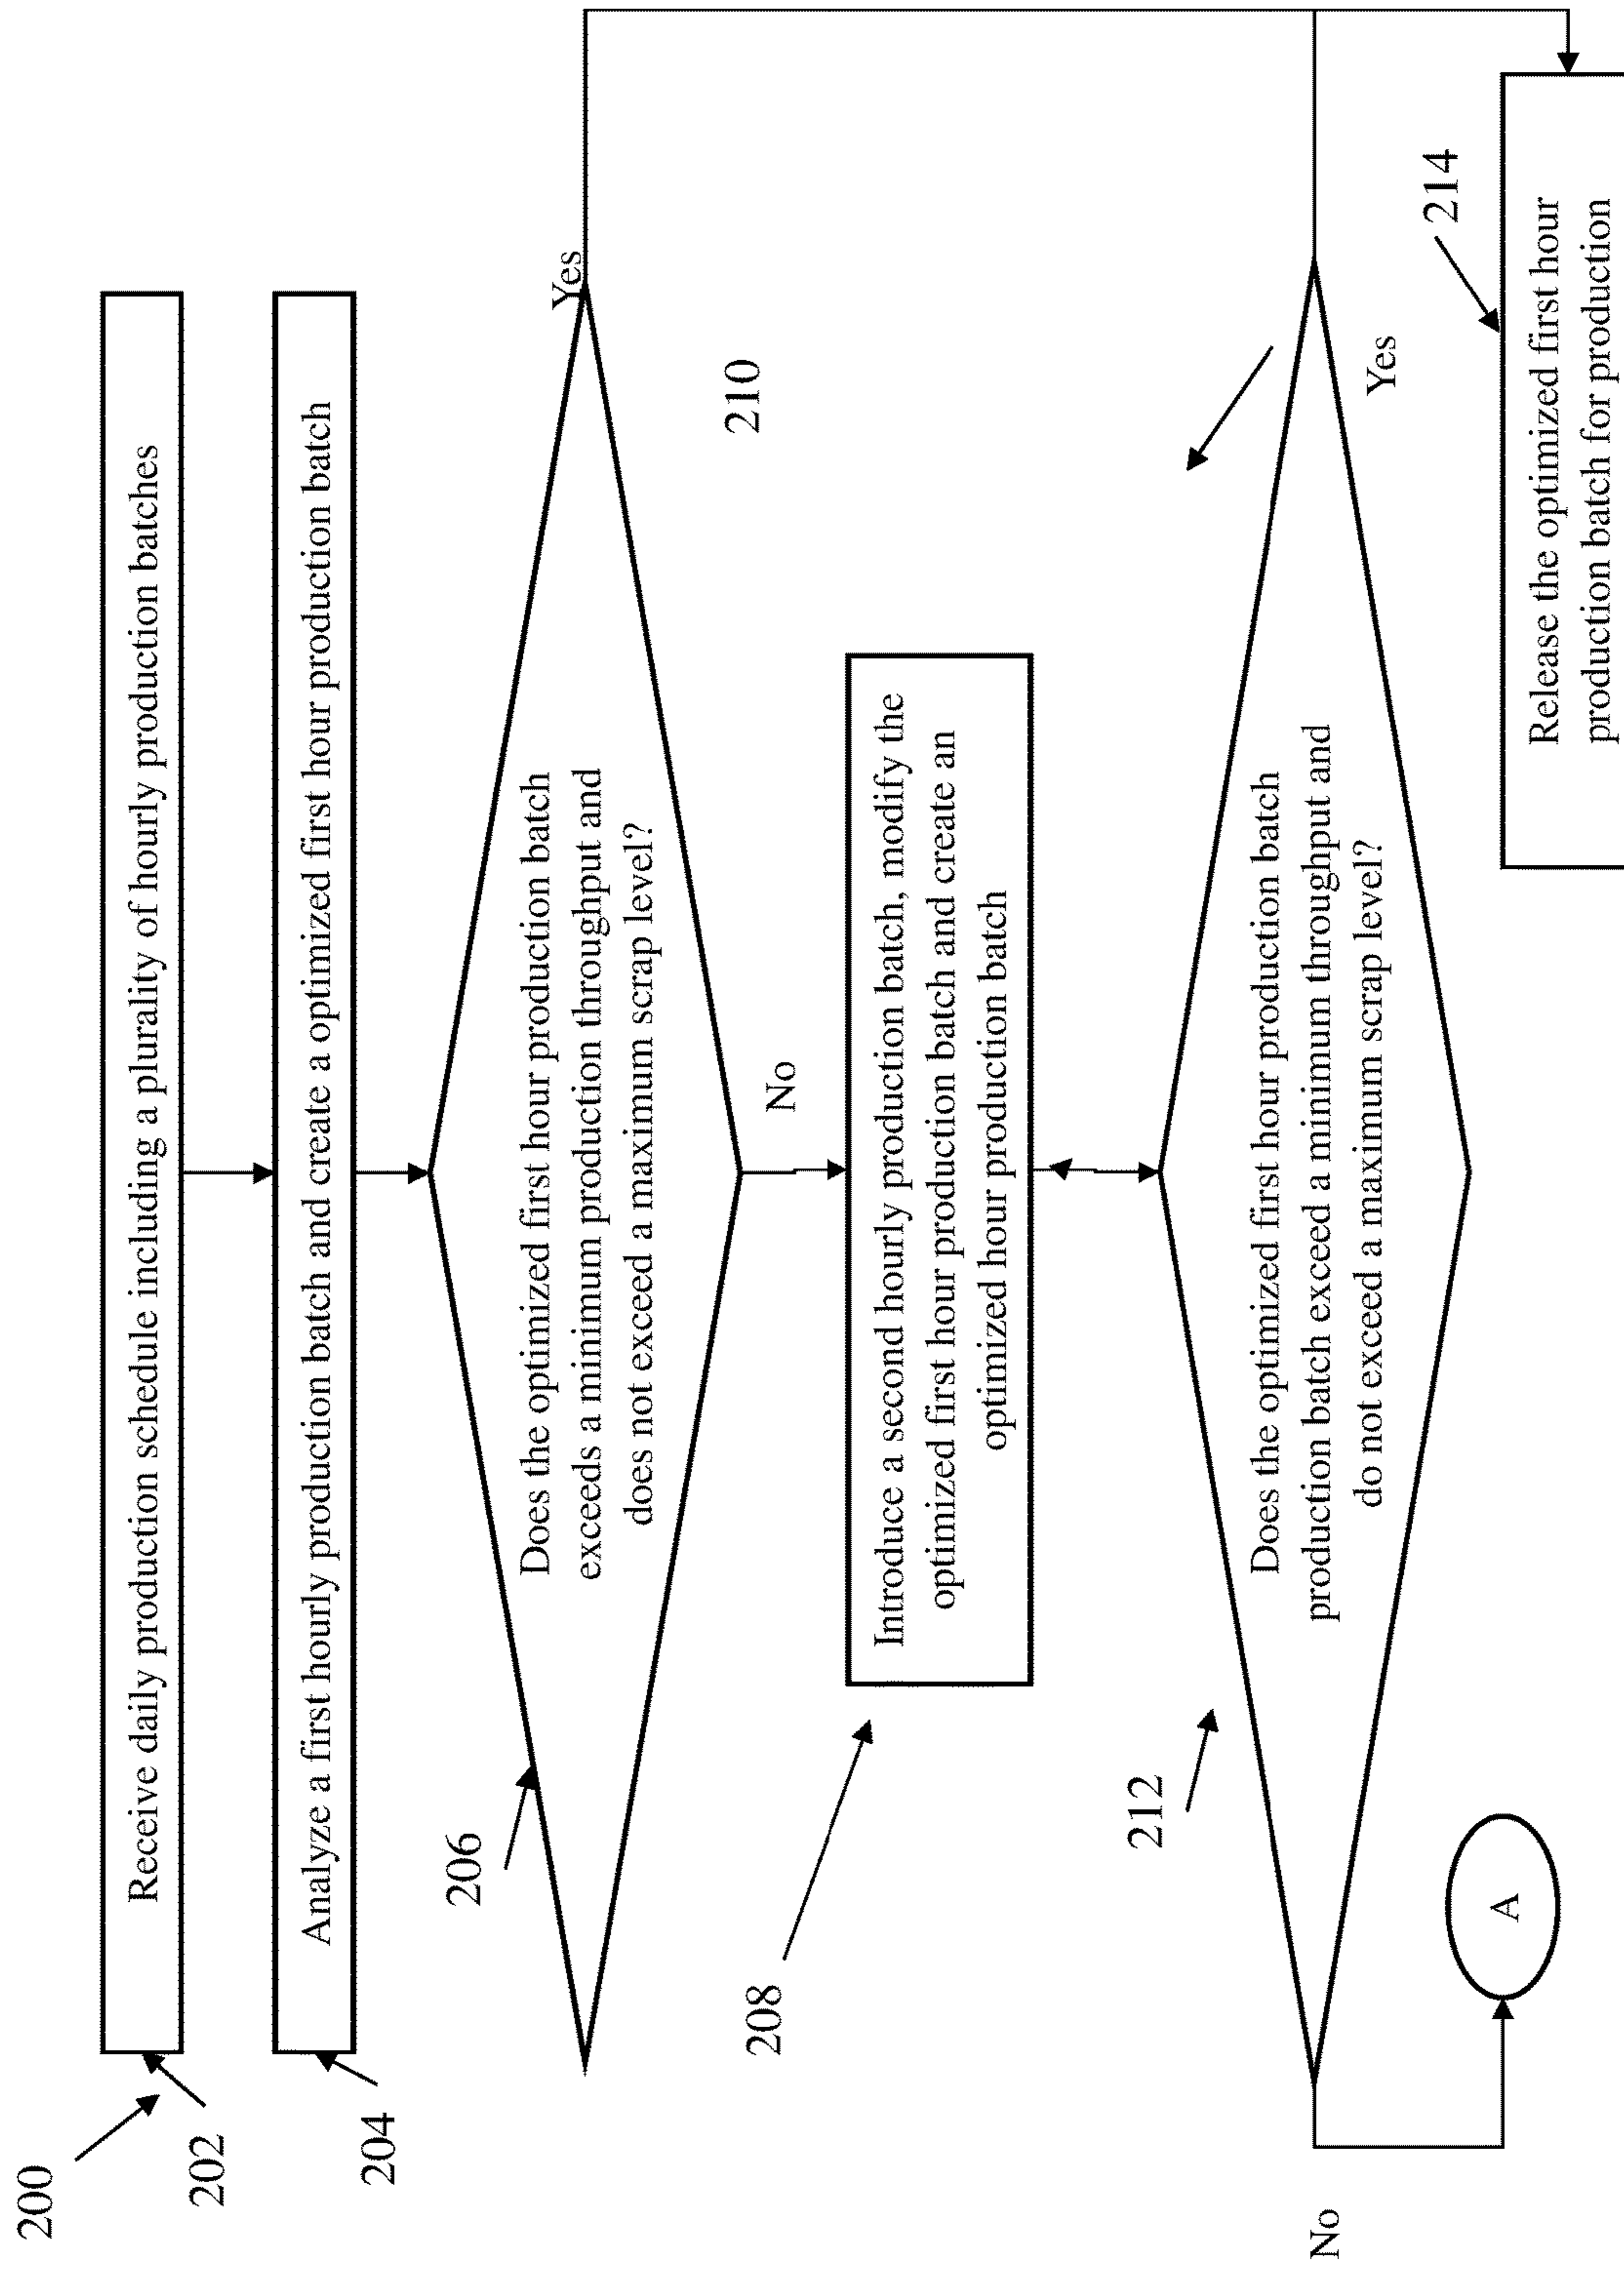 200
202
Receive daily production schedule including a plurality of hourly production batches
204
Analyze a first hourly production batch and create a optimized first hour production batch
206
Does the optimized first hour production batch
exceeds a minimum production throughput and
does not exceed a maximum scrap level?
Yes
No
210
208
Introduce a second hourly production batch, modify the
optimized first hour production batch and create an
optimized hour production batch
212
Does the optimized first hour production batch
production batch exceed a minimum throughput and
do not exceed a maximum scrap level?
Yes
No
A
214
Release the optimized first hour
production batch for production